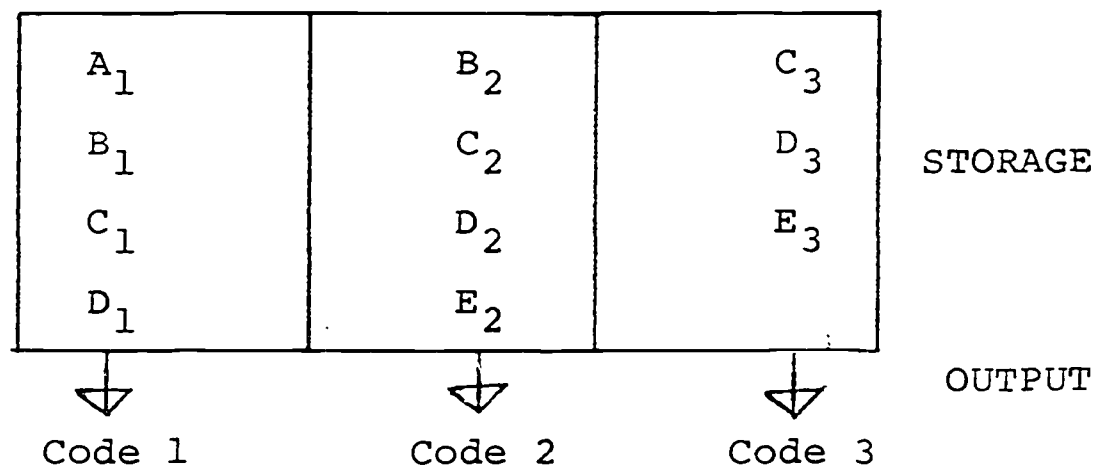 A1 B2 C3
B1 C2 D3 STORAGE
C1 D2 E3
D1 E2
OUTPUT
Code 1 Code 2 Code 3